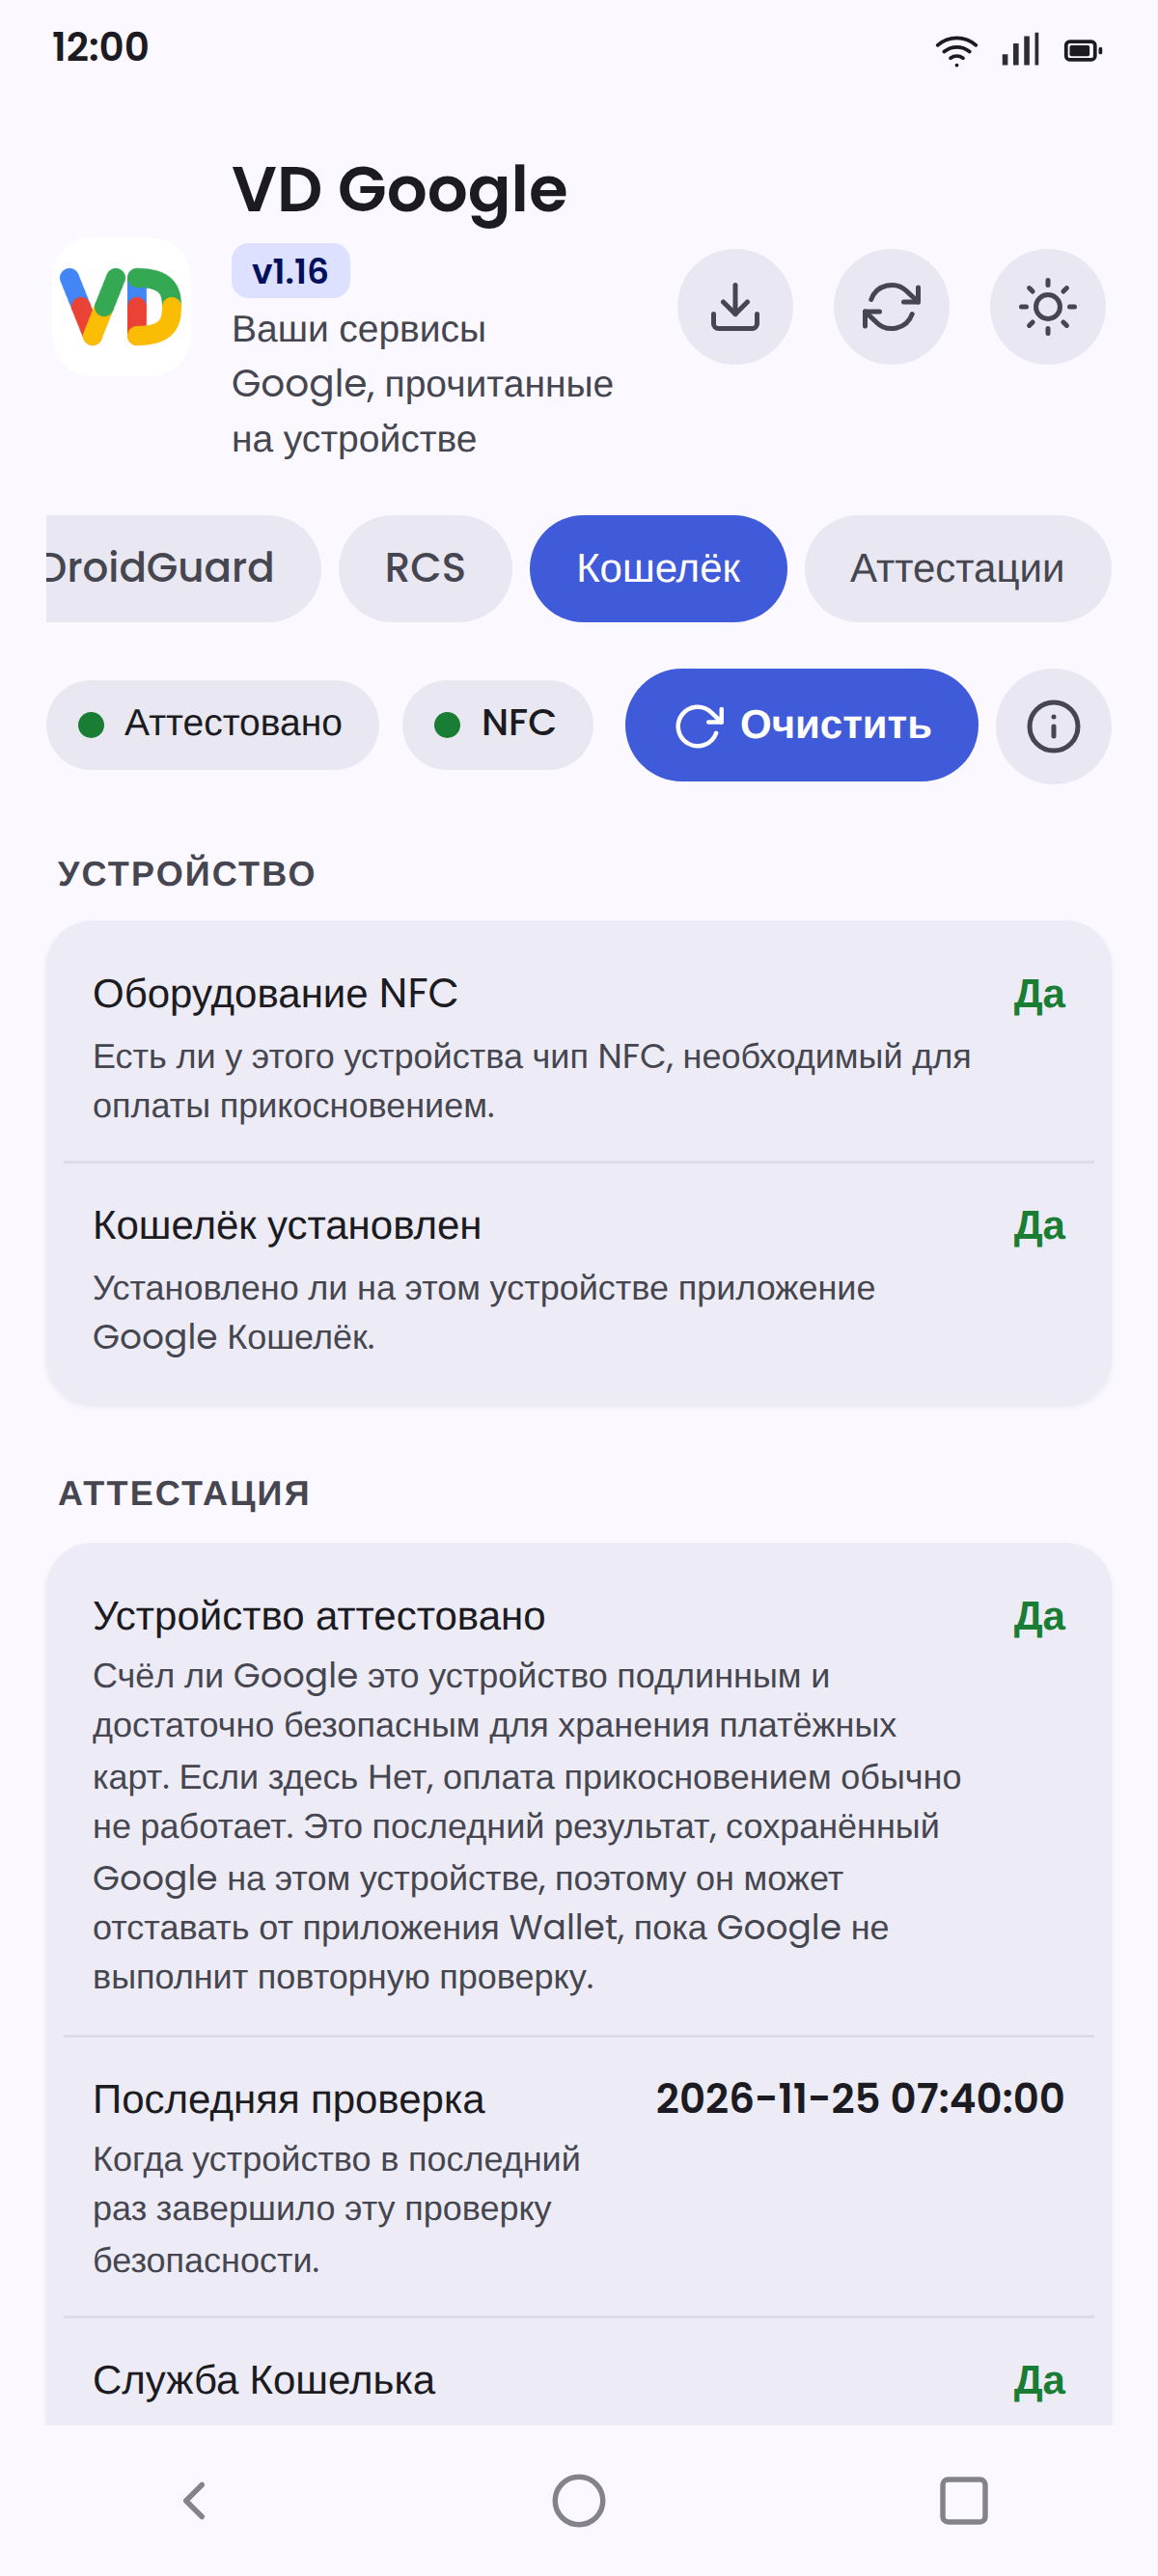 12:00
VD Google
VD
v1.16
Ваши сервисы
Google, прочитанные
на устройстве
DroidGuard
RCS
Кошелёк
Аттестации
Аттестовано
NFC
Очистить
УСТРОЙСТВО
Оборудование NFC
Да
Есть ли у этого устройства чип NFC, необходимый для
оплаты прикосновением.
Кошелёк установлен
Да
Установлено ли на этом устройстве приложение
Google Кошелёк.
АТТЕСТАЦИЯ
Устройство аттестовано
Да
Счёл ли Google это устройство подлинным и
достаточно безопасным для хранения платёжных
карт. Если здесь Нет, оплата прикосновением обычно
не работает. Это последний результат, сохранённый
Google на этом устройстве, поэтому он может
отставать от приложения Wallet, пока Google не
выполнит повторную проверку.
Последняя проверка
2026-11-25 07:40:00
Когда устройство в последний
раз завершило эту проверку
безопасности.
Служба Кошелька
Да